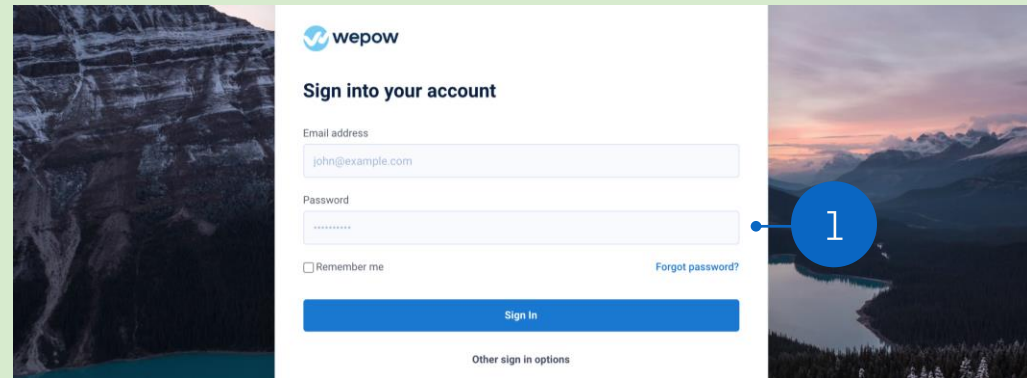 wepow
Sign into your account
Email address
john@example.com
Password
Remember me
Forgot password?
Sign In
Other sign in options
1